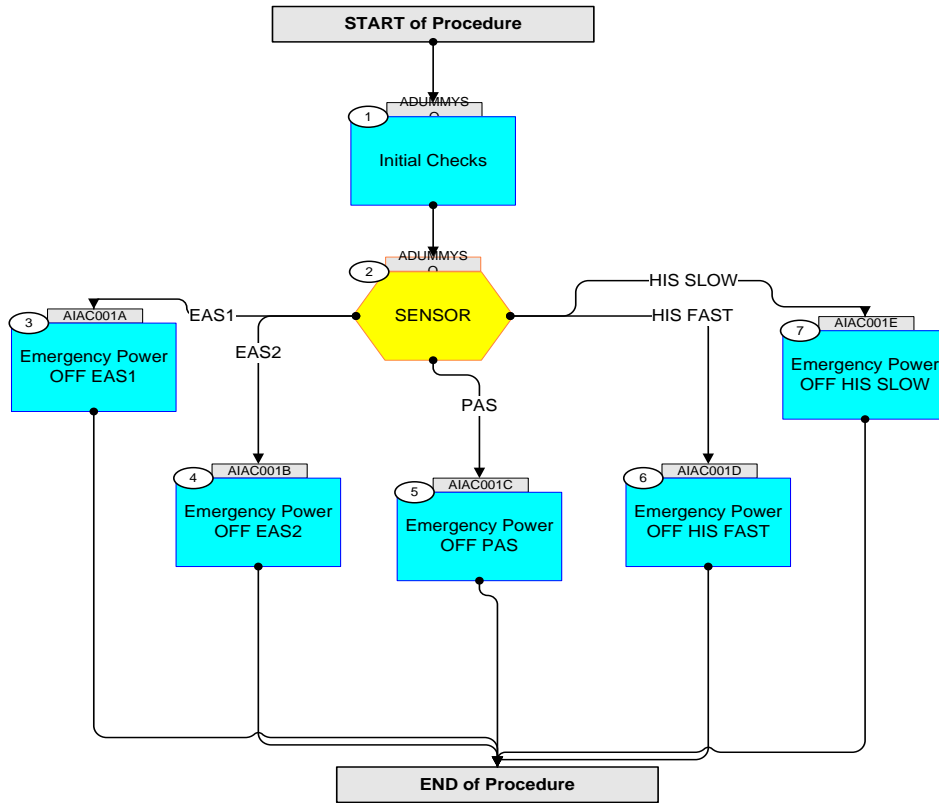 START of Procedure
ADUMMYS
O
1
Initial Checks
ADUMMYS
O
2
SENSOR
HIS SLOW
EAS1
HIS FAST
EAS2
PAS
3
AIAC001A
Emergency Power
OFF EAS1
7
AIAC001E
Emergency Power
OFF HIS SLOW
4
AIAC001B
Emergency Power
OFF EAS2
5
AIAC001C
Emergency Power
OFF PAS
6
AIAC001D
Emergency Power
OFF HIS FAST
END of Procedure